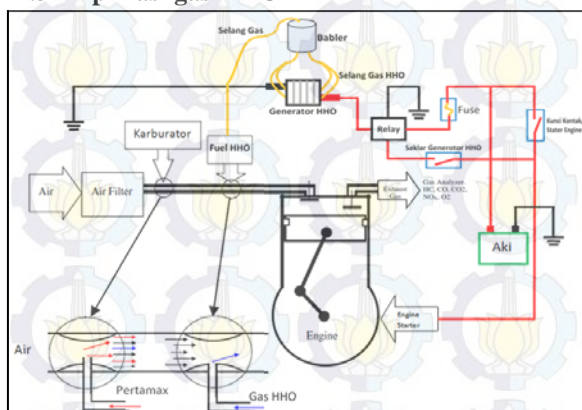 Selang Gas
Babler
Selang Gas HHO
Generator HHO
Fuse
Kunsi Kontak,
Stater Engine
Relay
Saklar Generator HHO
Karburator
Fuel HHO
Air
Air Filter
Exhaust
Gas
Gas Analyzer
HC, CO, CO2,
NOx, O2
Aki
Engine
Engine
Starter
Air
Pertamax
Gas HHO